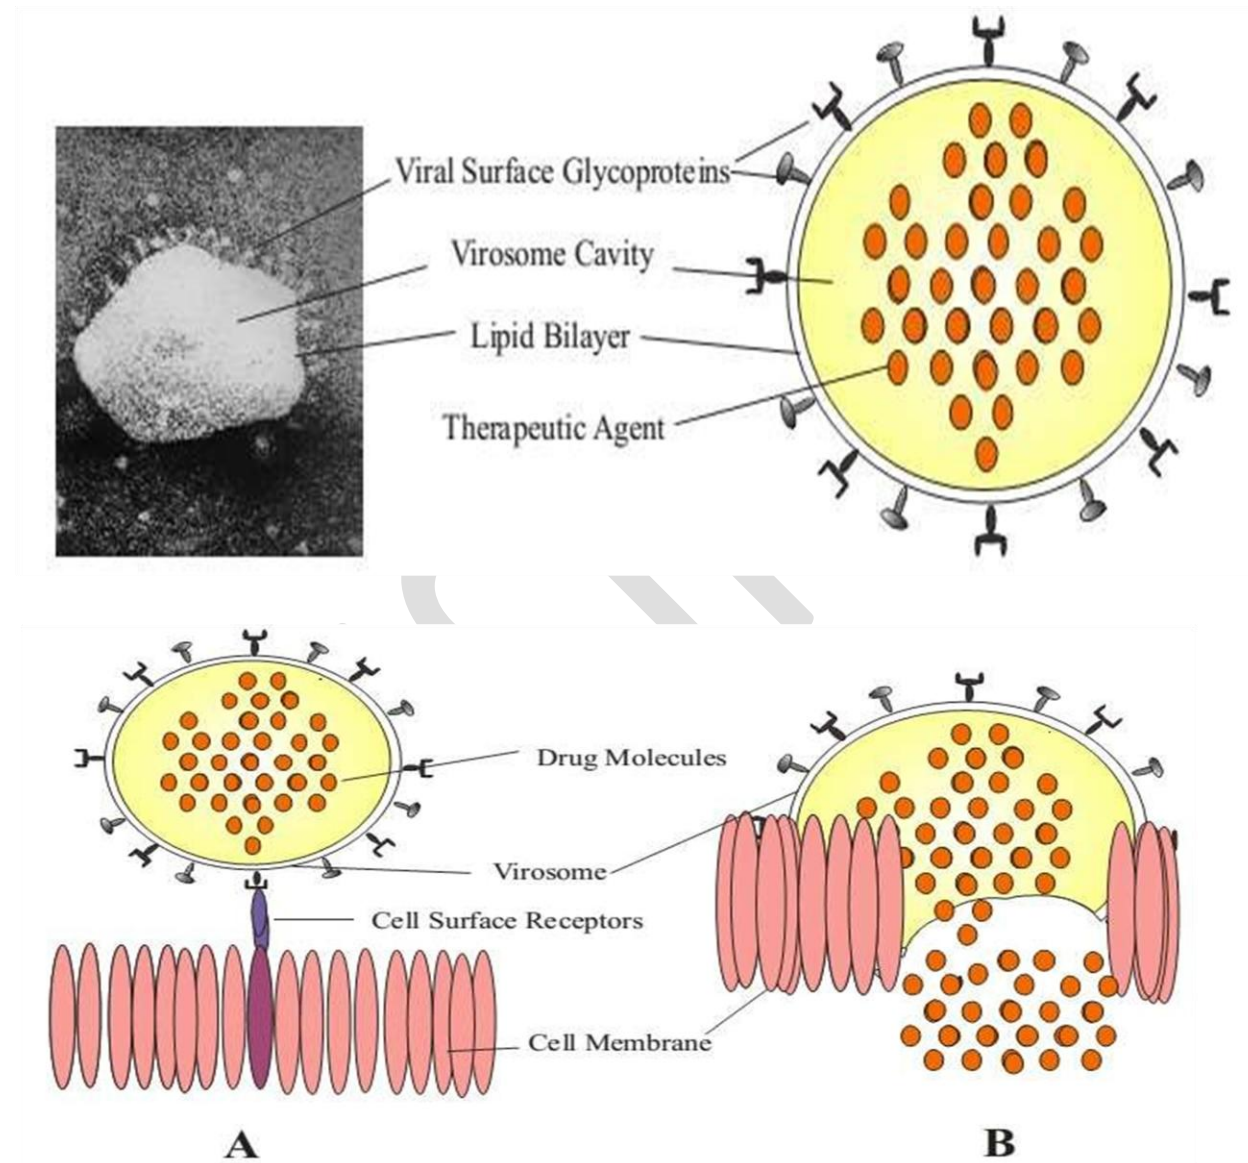 Viral Surface Glycoproteins
Virosome Cavity
Lipid Bilayer
Therapeutic Agent
Drug Molecules
Virosome
Cell Surface Receptors
Cell Membrane
A
B